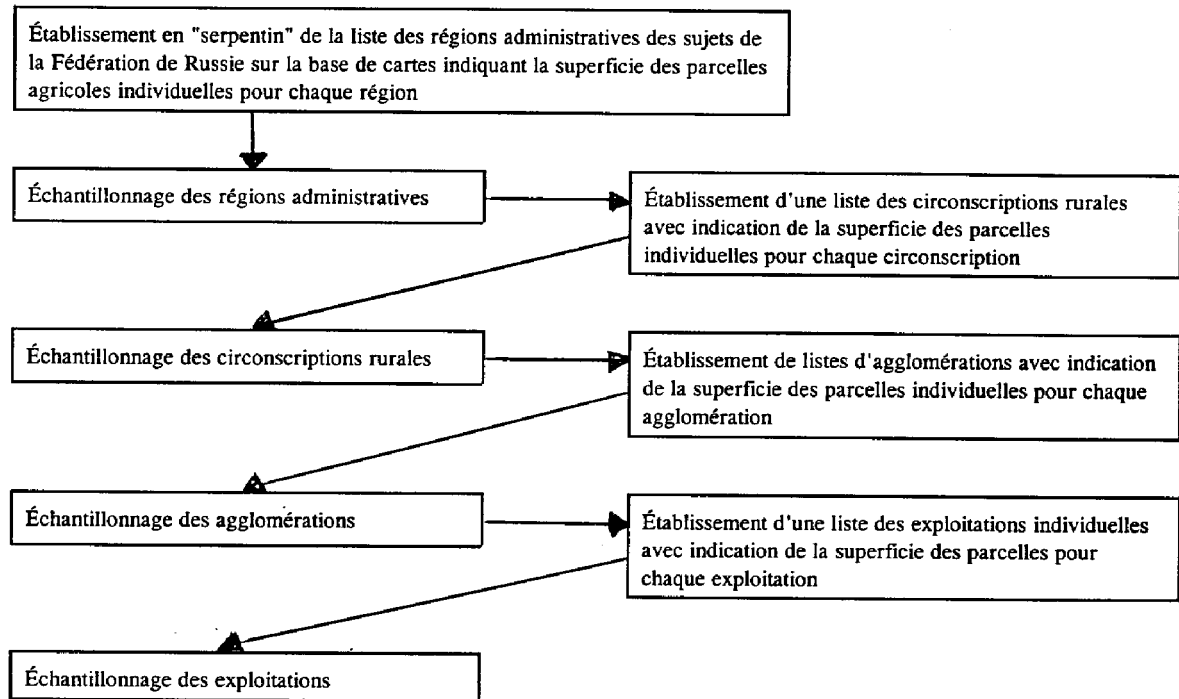 Établissement en "serpentin" de la liste des régions administratives des sujets de
la Fédération de Russie sur la base de cartes indiquant la superficie des parcelles
agricoles individuelles pour chaque région
Échantillonnage des régions administratives
Établissement d'une liste des circonscriptions rurales
avec indication de la superficie des parcelles
individuelles pour chaque circonscription
Échantillonnage des circonscriptions rurales
Établissement de listes d'agglomérations avec indication
de la superficie des parcelles individuelles pour chaque
agglomération
Échantillonnage des agglomérations
Établissement d'une liste des exploitations individuelles
avec indication de la superficie des parcelles pour
chaque exploitation
Échantillonnage des exploitations